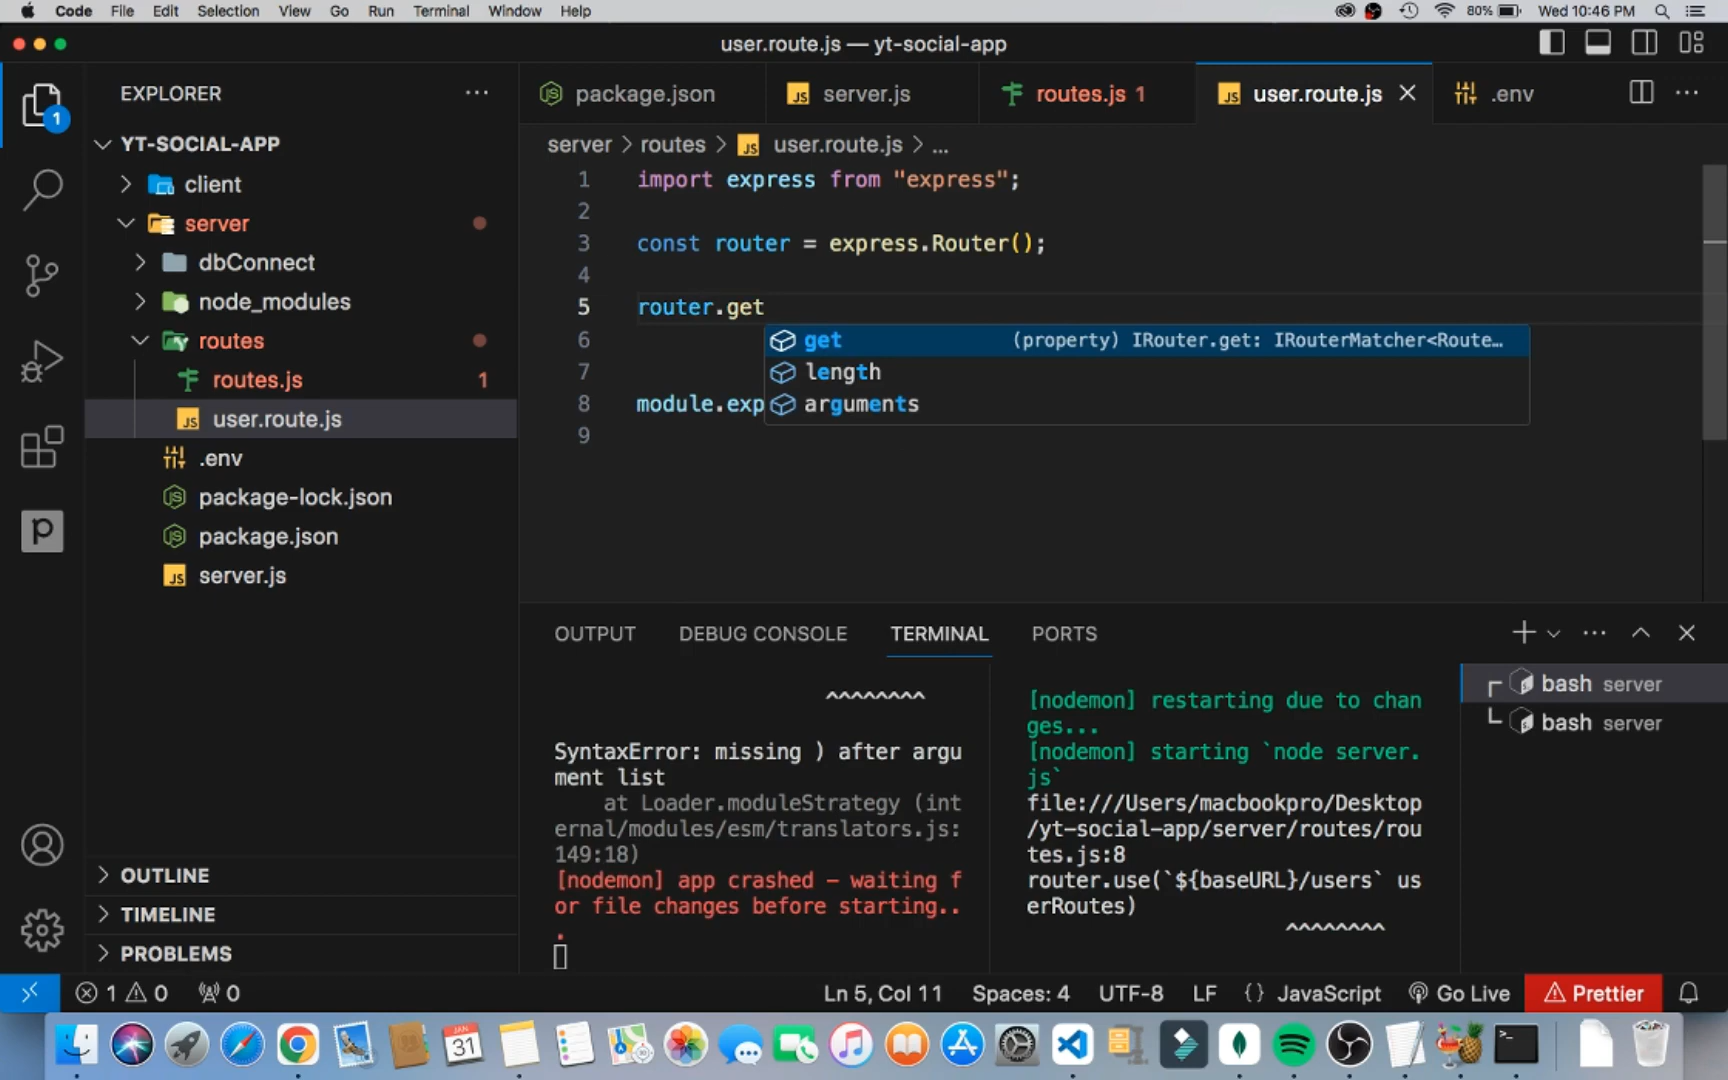 Code File Edit Selection View Go Run Terminal Window Help 80% Wed 10:46 PM
user.route.js — yt-social-app
EXPLORER
package.json server.js routes.js 1 user.route.js .env
server > routes > JS user.route.js > ...
YT-SOCIAL-APP
client
server
dbConnect
node_modules
routes
routes.js 1
user.route.js
.env
package-lock.json
package.json
server.js
OUTLINE
TIMELINE
PROBLEMS
1 import express from "express";
2
3 const router = express.Router();
4
5 router.get
6
7
8 module.exp
9
get (property) IRouter.get: IRouterMatcher<Route…
length
arguments
OUTPUT DEBUG CONSOLE TERMINAL PORTS
^^^^^^^^
SyntaxError: missing ) after argu
ment list
at Loader.moduleStrategy (int
ernal/modules/esm/translators.js:
149:18)
[nodemon] app crashed - waiting f
or file changes before starting..
.
[nodemon] restarting due to chan
ges...
[nodemon] starting `node server.
js`
file:///Users/macbookpro/Desktop
/yt-social-app/server/routes/rou
tes.js:8
router.use(`${baseURL}/users` us
erRoutes)
^^^^^^^^
bash server
bash server
1 0 0 Ln 5, Col 11 Spaces: 4 UTF-8 LF {} JavaScript Go Live Prettier
JAN
31